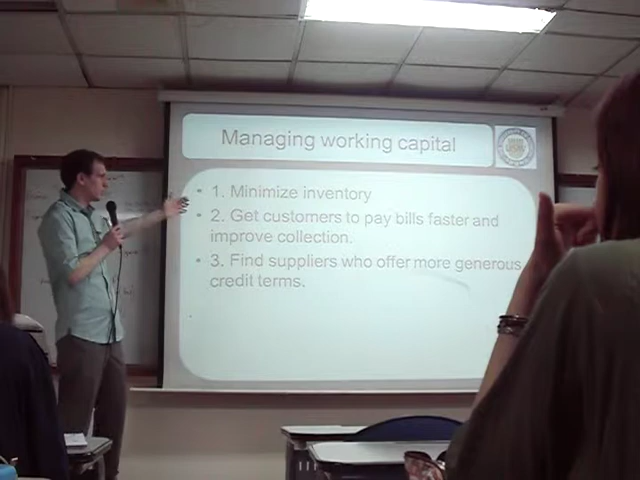 Managing working capital
• 1. Minimize inventory
• 2. Get customers to pay bills faster and
improve collection.
• 3. Find suppliers who offer more generous
credit terms.